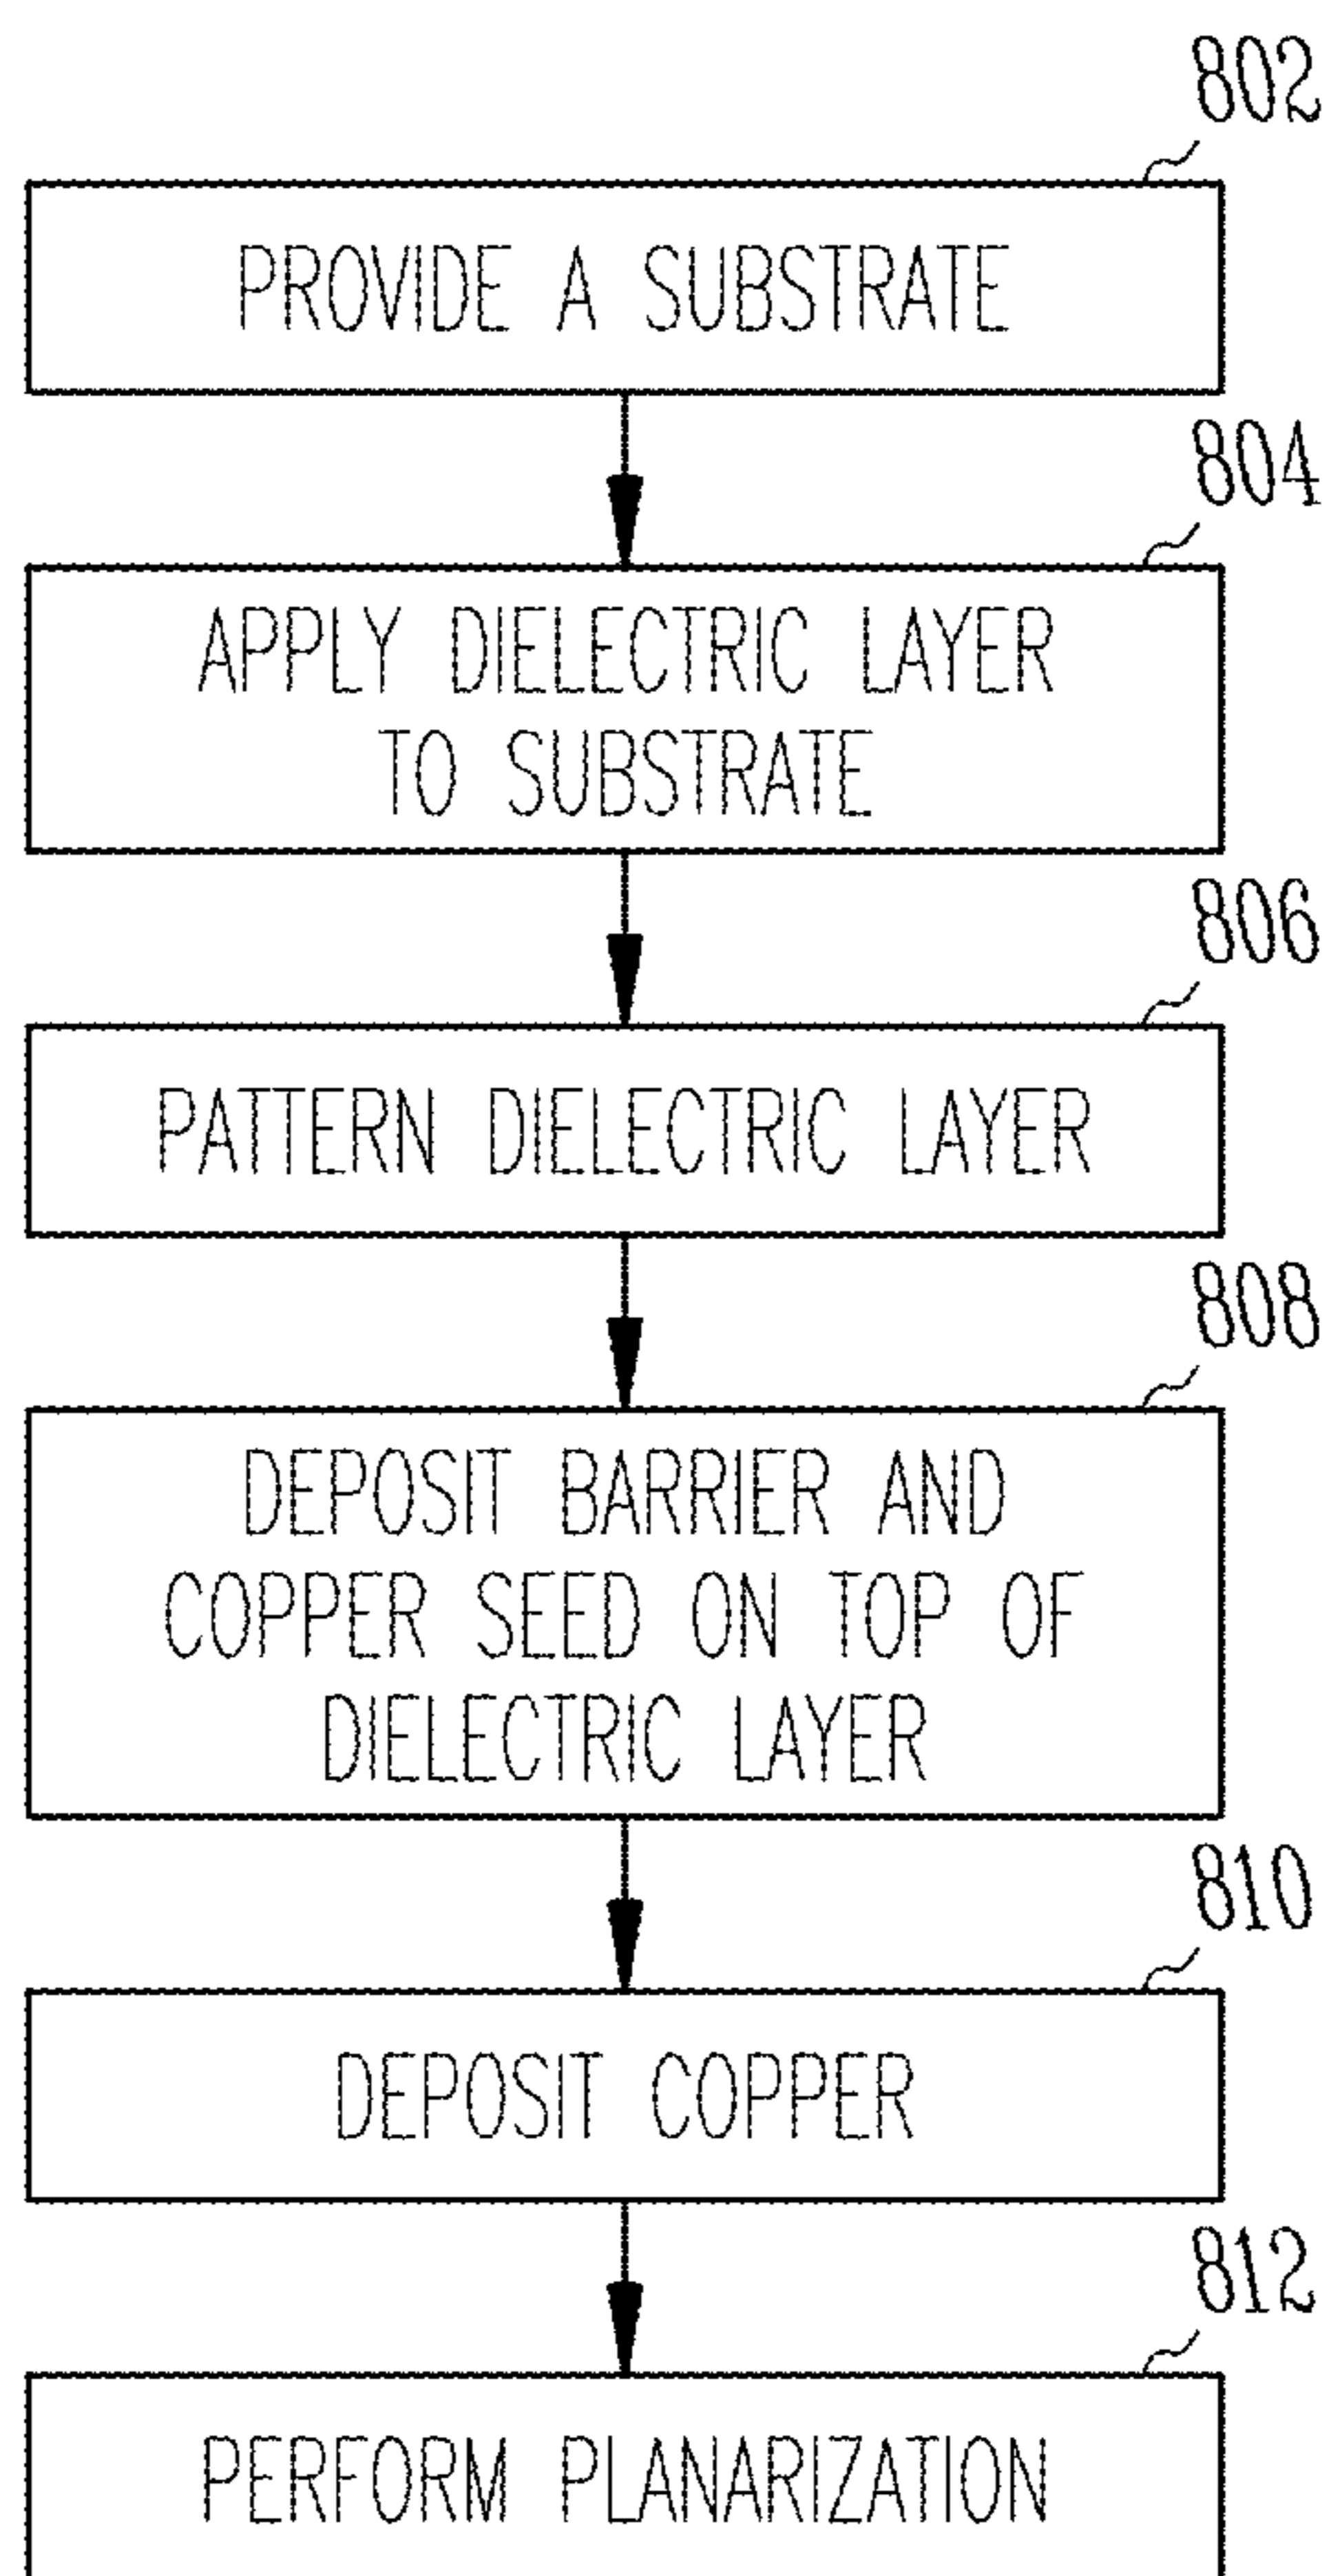 802
PROVIDE A SUBSTRATE
804
APPLY DIELECTRIC LAYER
TO SUBSTRATE
806
PATTERN DIELECTRIC LAYER
808
DEPOSIT BARRIER AND
COPPER SEED ON TOP OF
DIELECTRIC LAYER
810
DEPOSIT COPPER
812
PERFORM PLANARIZATION